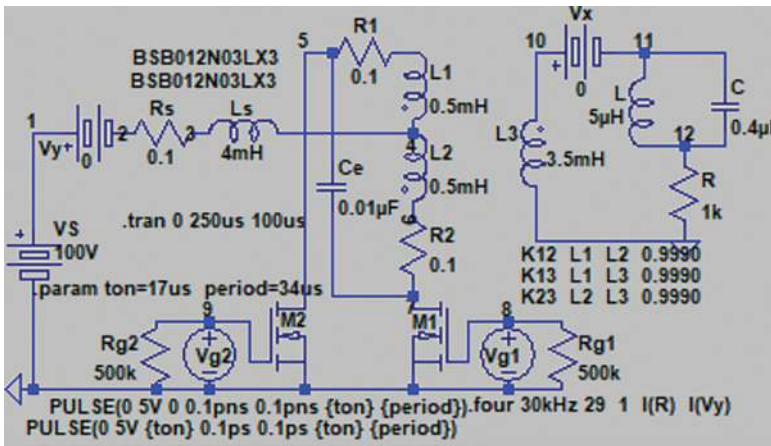 BSB012N03LX3
BSB012N03LX3
5
R1
0.1
L1
0.5mH
10
Vx
+
0
11
L
5µH
C
0.4µ
1
Vy+
0
2
Rs
0.1
3
Ls
4mH
4
L2
0.5mH
Ce
0.01µF
6
R2
0.1
L3
3.5mH
12
R
1k
VS
100V
+
.tran 0 250us 100us
K12 L1 L2 0.9990
K13 L1 L3 0.9990
K23 L2 L3 0.9990
.param ton=17us period=34us
9
M2
7
M1
8
Rg2
500k
Vg2
Vg1
Rg1
500k
PULSE(0 5V 0 0.1pns 0.1pns {ton} {period}).four 30kHz 29 1 I(R) I(Vy)
PULSE(0 5V {ton} 0.1ps 0.1ps {ton} {period})